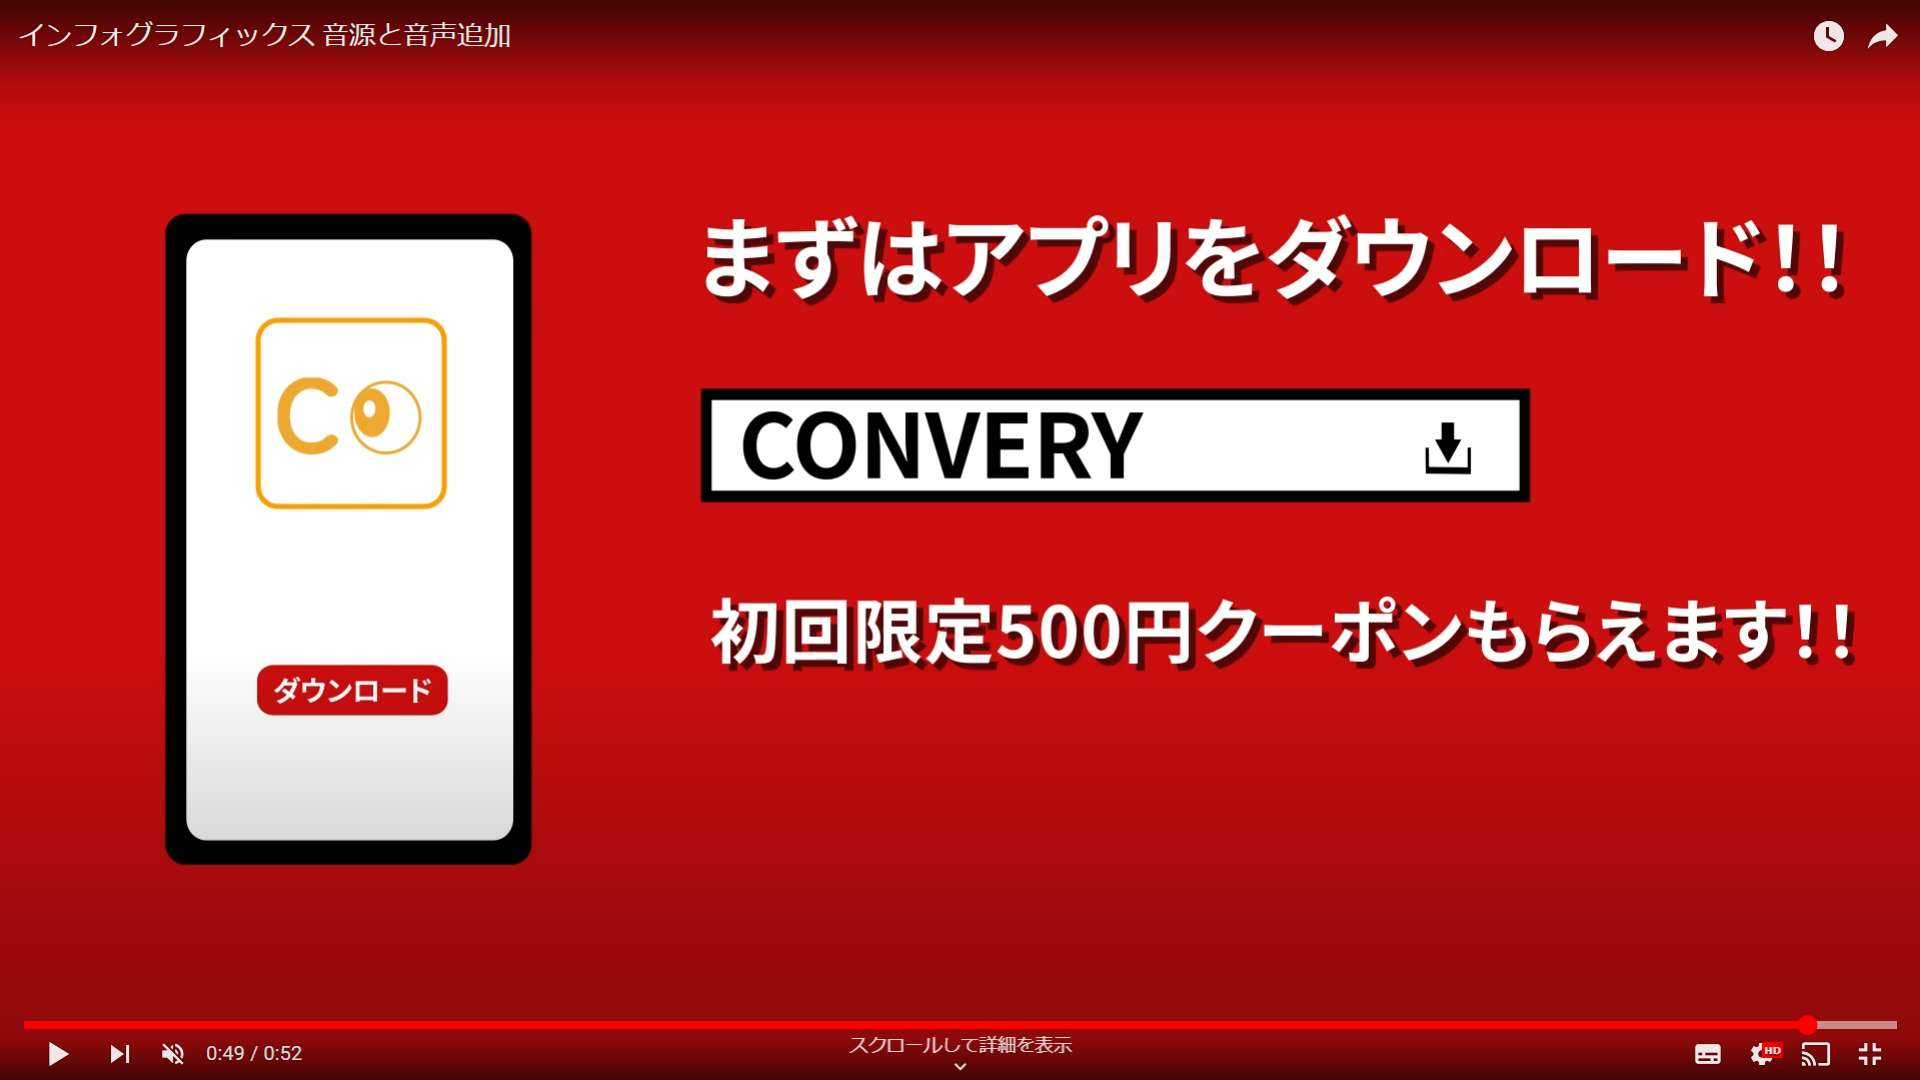 インフォグラフィックス 音源と音声追加
まずはアプリをダウンロード！！
CO
CONVERY
初回限定500円クーポンもらえます！！
ダウンロード
0:49 / 0:52
スクロールして詳細を表示
HD